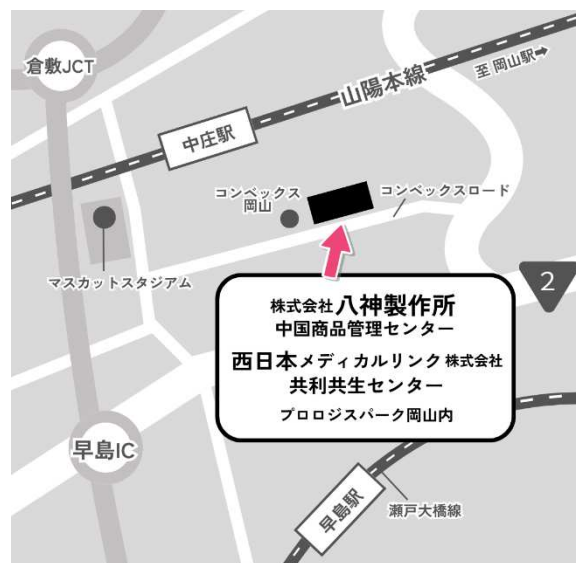 倉敷JCT
至 岡山駅➡
山陽本線
中庄駅
コンベックス
岡山
コンベックスロード
マスカットスタジアム
2
株式会社八神製作所
中国商品管理センター
西日本メディカルリンク株式会社
共利共生センター
プロロジスパーク岡山内
早島IC
早島駅
瀬戸大橋線